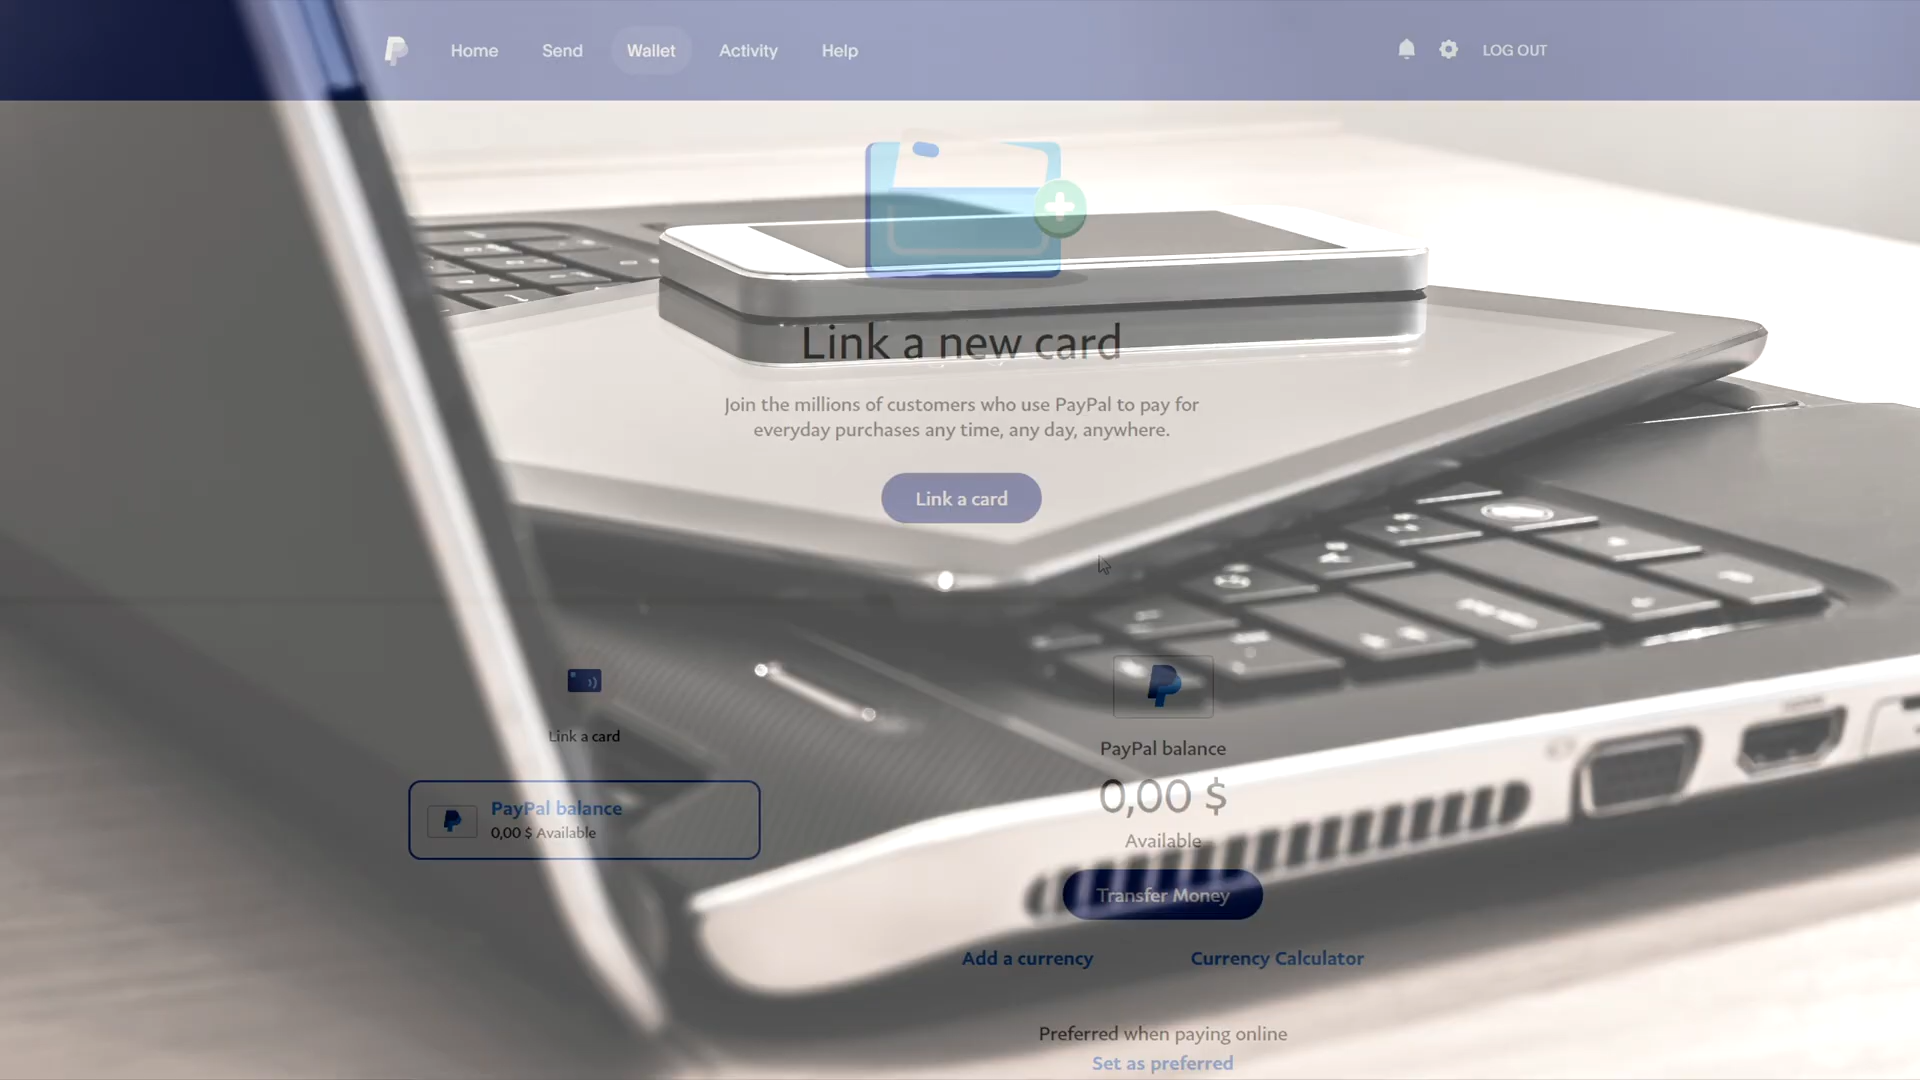 Home
Send
Wallet
Activity
Help
LOG OUT
Link a new card
Join the millions of customers who use PayPal to pay for
everyday purchases any time, any day, anywhere.
Link a card
Link a card
PayPal balance
0,00 $ Available
PayPal balance
0,00 $
Available
Transfer Money
Add a currency
Currency Calculator
Preferred when paying online
Set as preferred